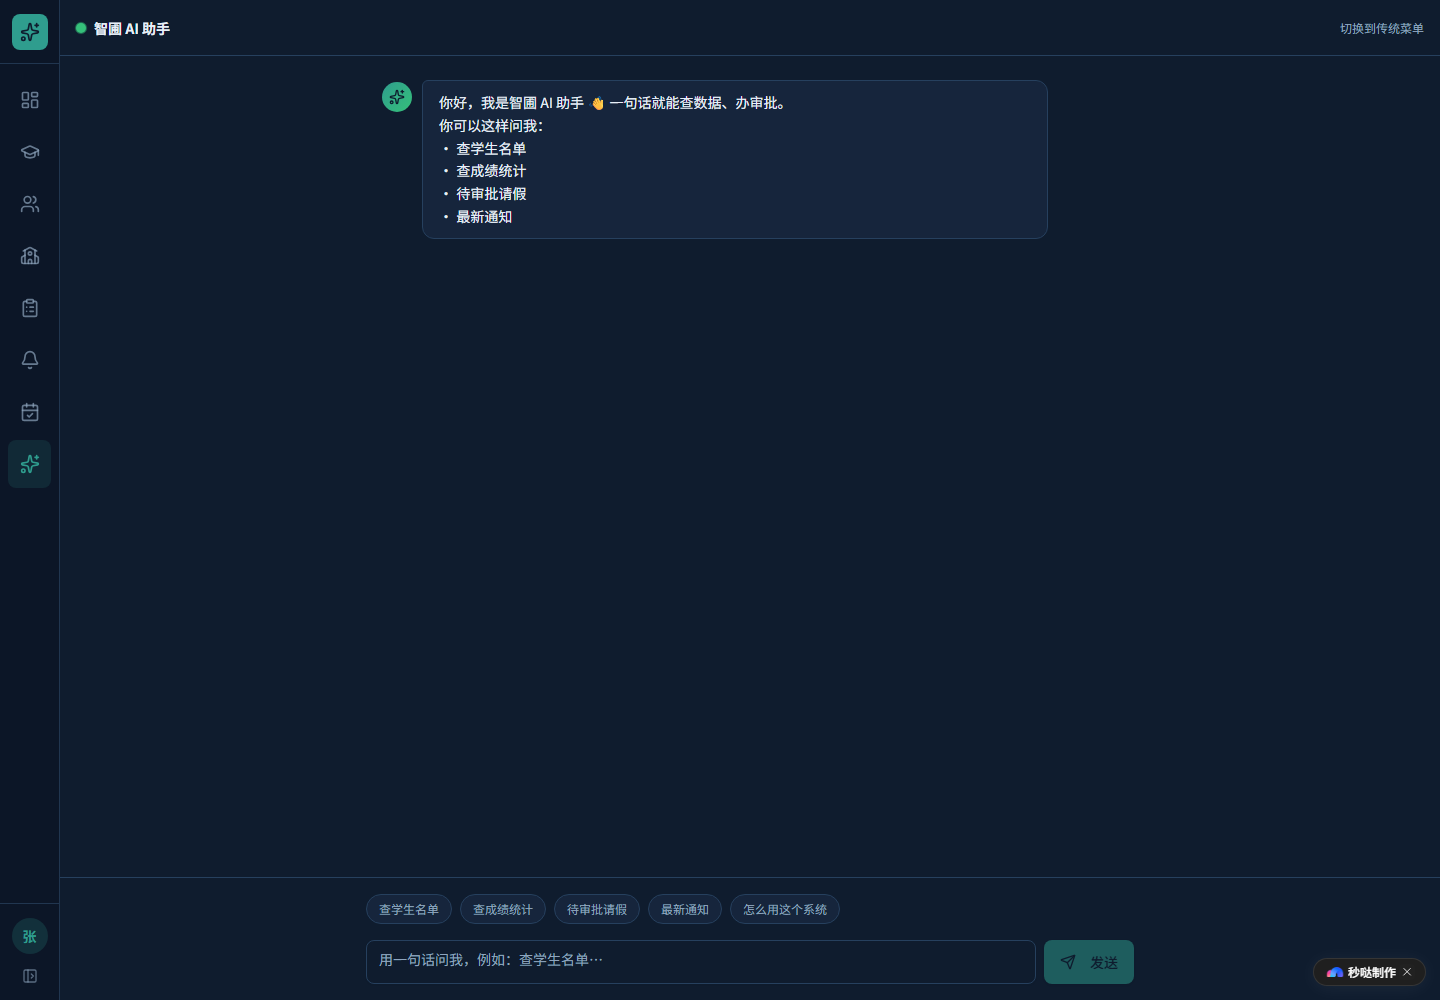 智圃 AI 助手
切换到传统菜单
你好，我是智圃 AI 助手 👋 一句话就能查数据、办审批。
你可以这样问我：
• 查学生名单
• 查成绩统计
• 待审批请假
• 最新通知
查学生名单
查成绩统计
待审批请假
最新通知
怎么用这个系统
用一句话问我，例如：查学生名单…
发送
张
秒哒制作